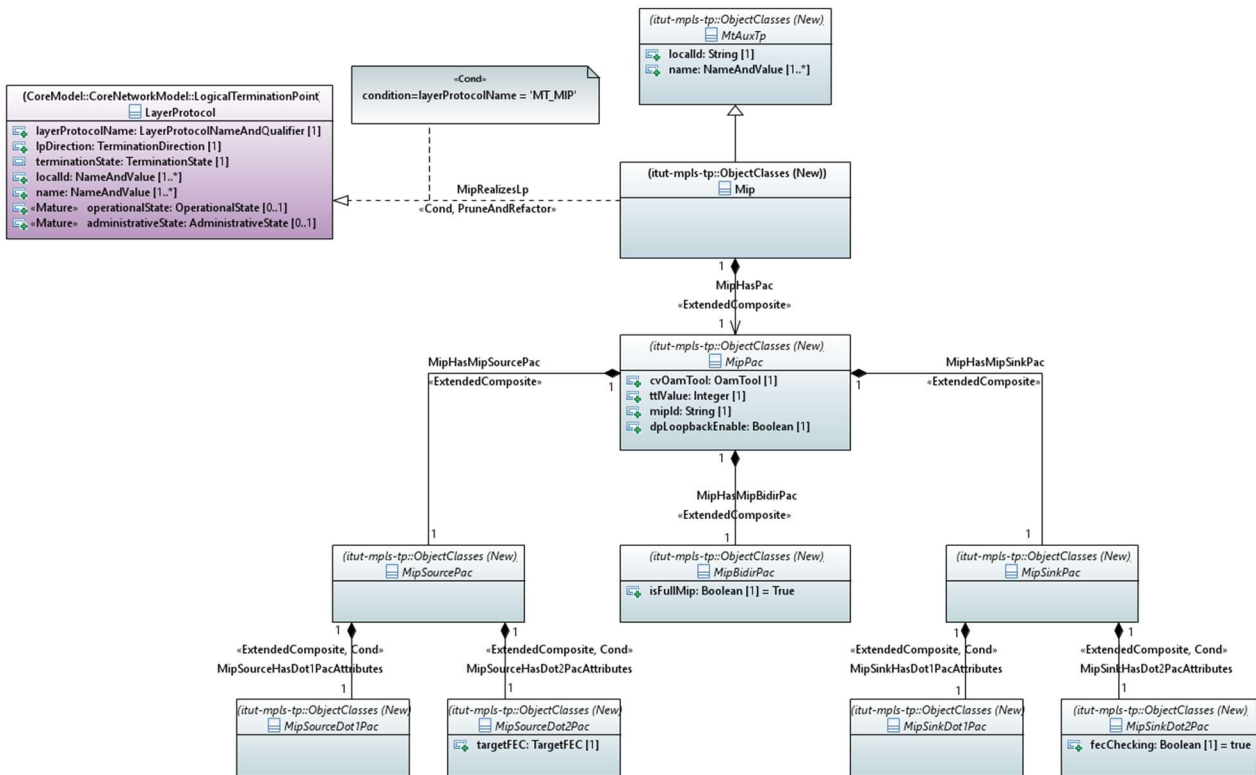 (itut-mpls-tp::ObjectClasses (New))
MtAuxTp
localId: String [1]
name: NameAndValue [1..*]
«Cond»
condition=layerProtocolName = 'MT_MIP'
(CoreModel::CoreNetworkModel::LogicalTerminationPoint)
LayerProtocol
layerProtocolName: LayerProtocolNameAndQualifier [1]
lpDirection: TerminationDirection [1]
terminationState: TerminationState [1]
localId: NameAndValue [1..*]
name: NameAndValue [1..*]
«Mature» operationalState: OperationalState [0..1]
«Mature» administrativeState: AdministrativeState [0..1]
MipRealizesLp
«Cond, PruneAndRefactor»
(itut-mpls-tp::ObjectClasses (New))
Mip
1
MipHasPac
«ExtendedComposite»
1
(itut-mpls-tp::ObjectClasses (New))
MipPac
cvOamTool: OamTool [1]
ttlValue: Integer [1]
mipId: String [1]
dpLoopbackEnable: Boolean [1]
MipHasMipSourcePac
«ExtendedComposite»
1
1
MipHasMipSinkPac
«ExtendedComposite»
1
1
1
MipHasMipBidirPac
«ExtendedComposite»
1
(itut-mpls-tp::ObjectClasses (New))
MipSourcePac
(itut-mpls-tp::ObjectClasses (New))
MipBidirPac
isFullMip: Boolean [1] = True
(itut-mpls-tp::ObjectClasses (New))
MipSinkPac
1
«ExtendedComposite, Cond»
MipSourceHasDot1PacAttributes
1
1
«ExtendedComposite, Cond»
MipSourceHasDot2PacAttributes
1
1
«ExtendedComposite, Cond»
MipSinkHasDot1PacAttributes
1
1
«ExtendedComposite, Cond»
MipSinkHasDot2PacAttributes
1
(itut-mpls-tp::ObjectClasses (New))
MipSourceDot1Pac
(itut-mpls-tp::ObjectClasses (New))
MipSourceDot2Pac
targetFEC: TargetFEC [1]
(itut-mpls-tp::ObjectClasses (New))
MipSinkDot1Pac
(itut-mpls-tp::ObjectClasses (New))
MipSinkDot2Pac
fecChecking: Boolean [1] = true